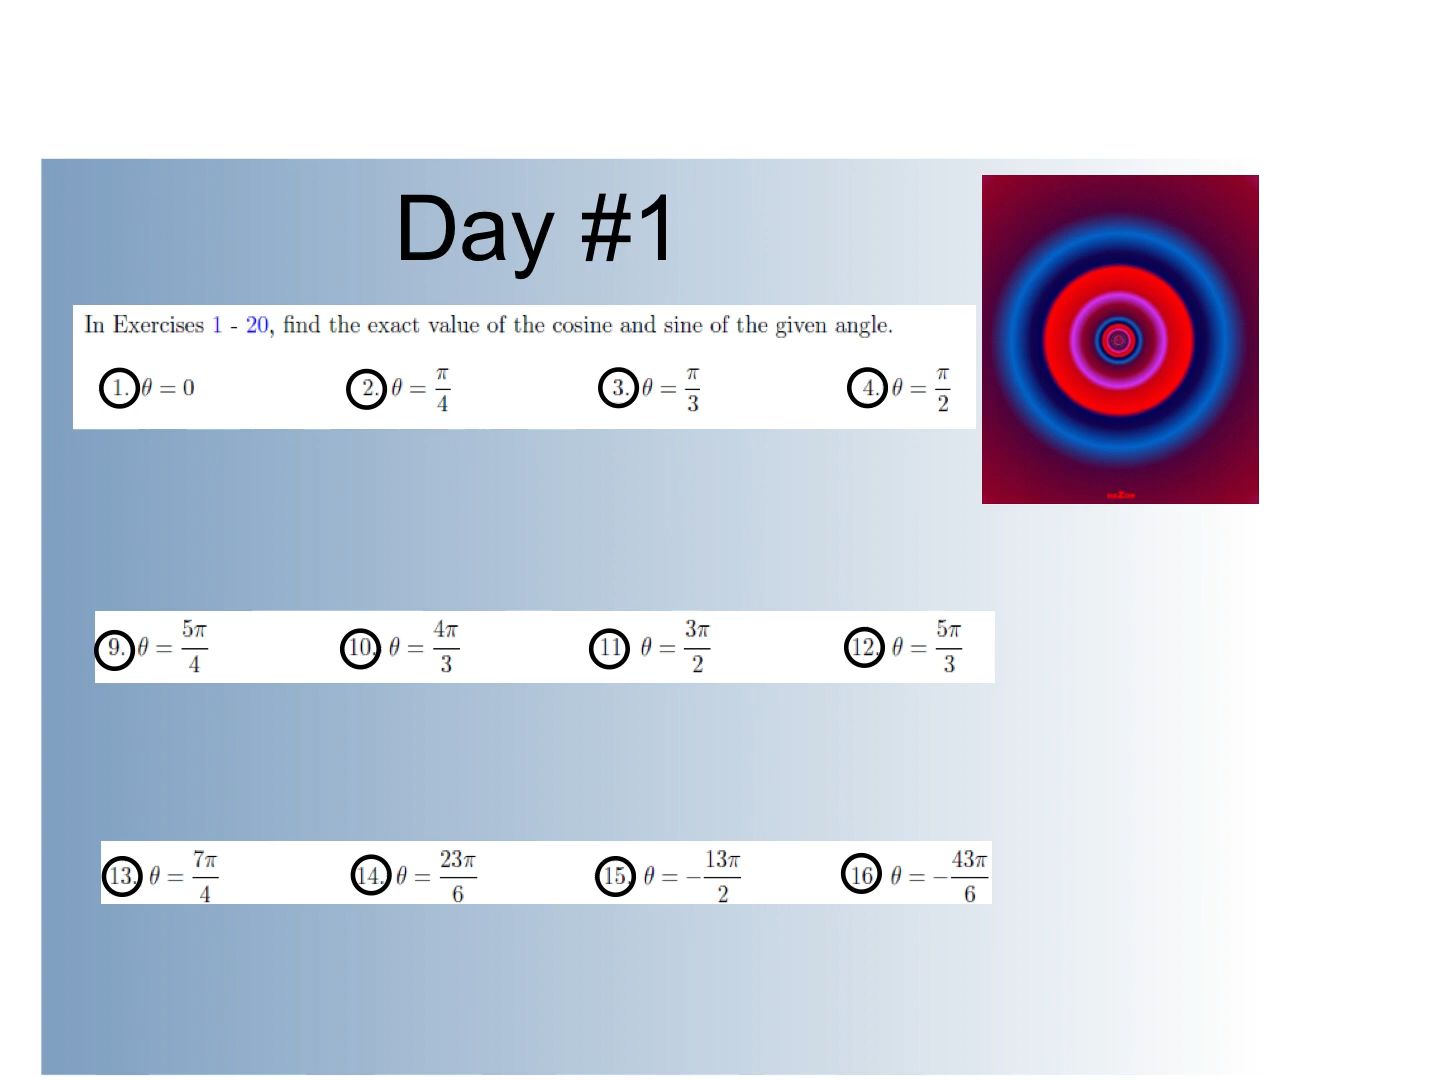 Day #1
In Exercises 1 - 20, find the exact value of the cosine and sine of the given angle.
1. θ = 0 2. θ = π/4 3. θ = π/3 4. θ = π/2
9. θ = 5π/4 10. θ = 4π/3 11 θ = 3π/2 12. θ = 5π/3
13. θ = 7π/4 14. θ = 23π/6 15. θ = −13π/2 16 θ = −43π/6